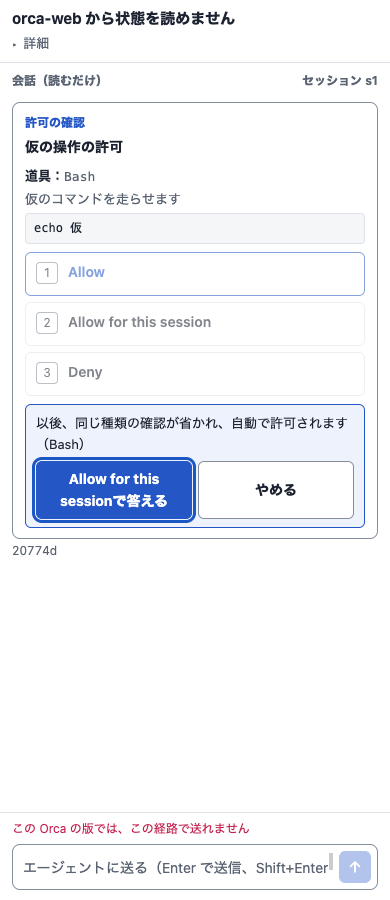 orca-web から状態を読めません
▸ 詳細
会話（読むだけ） セッション s1
許可の確認
仮の操作の許可
道具：Bash
仮のコマンドを走らせます
echo 仮
1 Allow
2 Allow for this session
3 Deny
以後、同じ種類の確認が省かれ、自動で許可されます
（Bash）
Allow for this
sessionで答える
やめる
20774d
この Orca の版では、この経路で送れません
エージェントに送る（Enter で送信、Shift+Enter